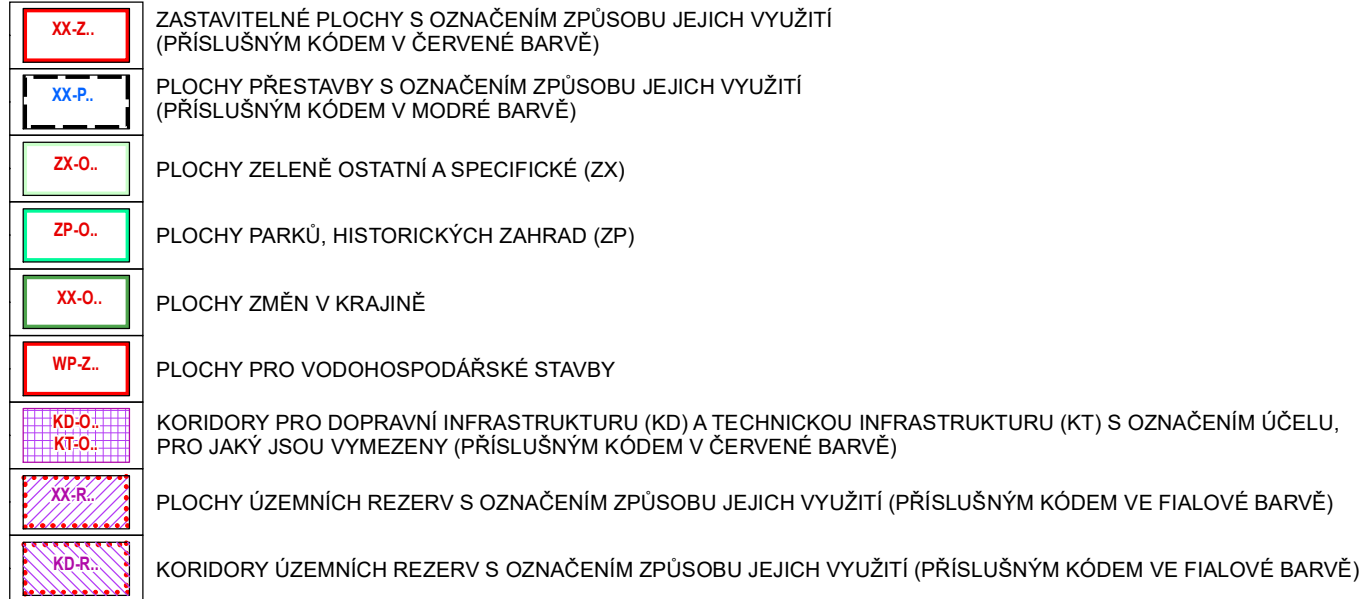 XX-Z..
ZASTAVITELNÉ PLOCHY S OZNAČENÍM ZPŮSOBU JEJICH VYUŽITÍ
(PŘÍSLUŠNÝM KÓDEM V ČERVENÉ BARVĚ)
XX-P..
PLOCHY PŘESTAVBY S OZNAČENÍM ZPŮSOBU JEJICH VYUŽITÍ
(PŘÍSLUŠNÝM KÓDEM V MODRÉ BARVĚ)
ZX-O..
PLOCHY ZELENĚ OSTATNÍ A SPECIFICKÉ (ZX)
ZP-O..
PLOCHY PARKŮ, HISTORICKÝCH ZAHRAD (ZP)
XX-O..
PLOCHY ZMĚN V KRAJINĚ
WP-Z..
PLOCHY PRO VODOHOSPODÁŘSKÉ STAVBY
KD-O..
KT-O..
KORIDORY PRO DOPRAVNÍ INFRASTRUKTURU (KD) A TECHNICKOU INFRASTRUKTURU (KT) S OZNAČENÍM ÚČELU,
PRO JAKÝ JSOU VYMEZENY (PŘÍSLUŠNÝM KÓDEM V ČERVENÉ BARVĚ)
XX-R..
PLOCHY ÚZEMNÍCH REZERV S OZNAČENÍM ZPŮSOBU JEJICH VYUŽITÍ (PŘÍSLUŠNÝM KÓDEM VE FIALOVÉ BARVĚ)
KD-R..
KORIDORY ÚZEMNÍCH REZERV S OZNAČENÍM ZPŮSOBU JEJICH VYUŽITÍ (PŘÍSLUŠNÝM KÓDEM VE FIALOVÉ BARVĚ)